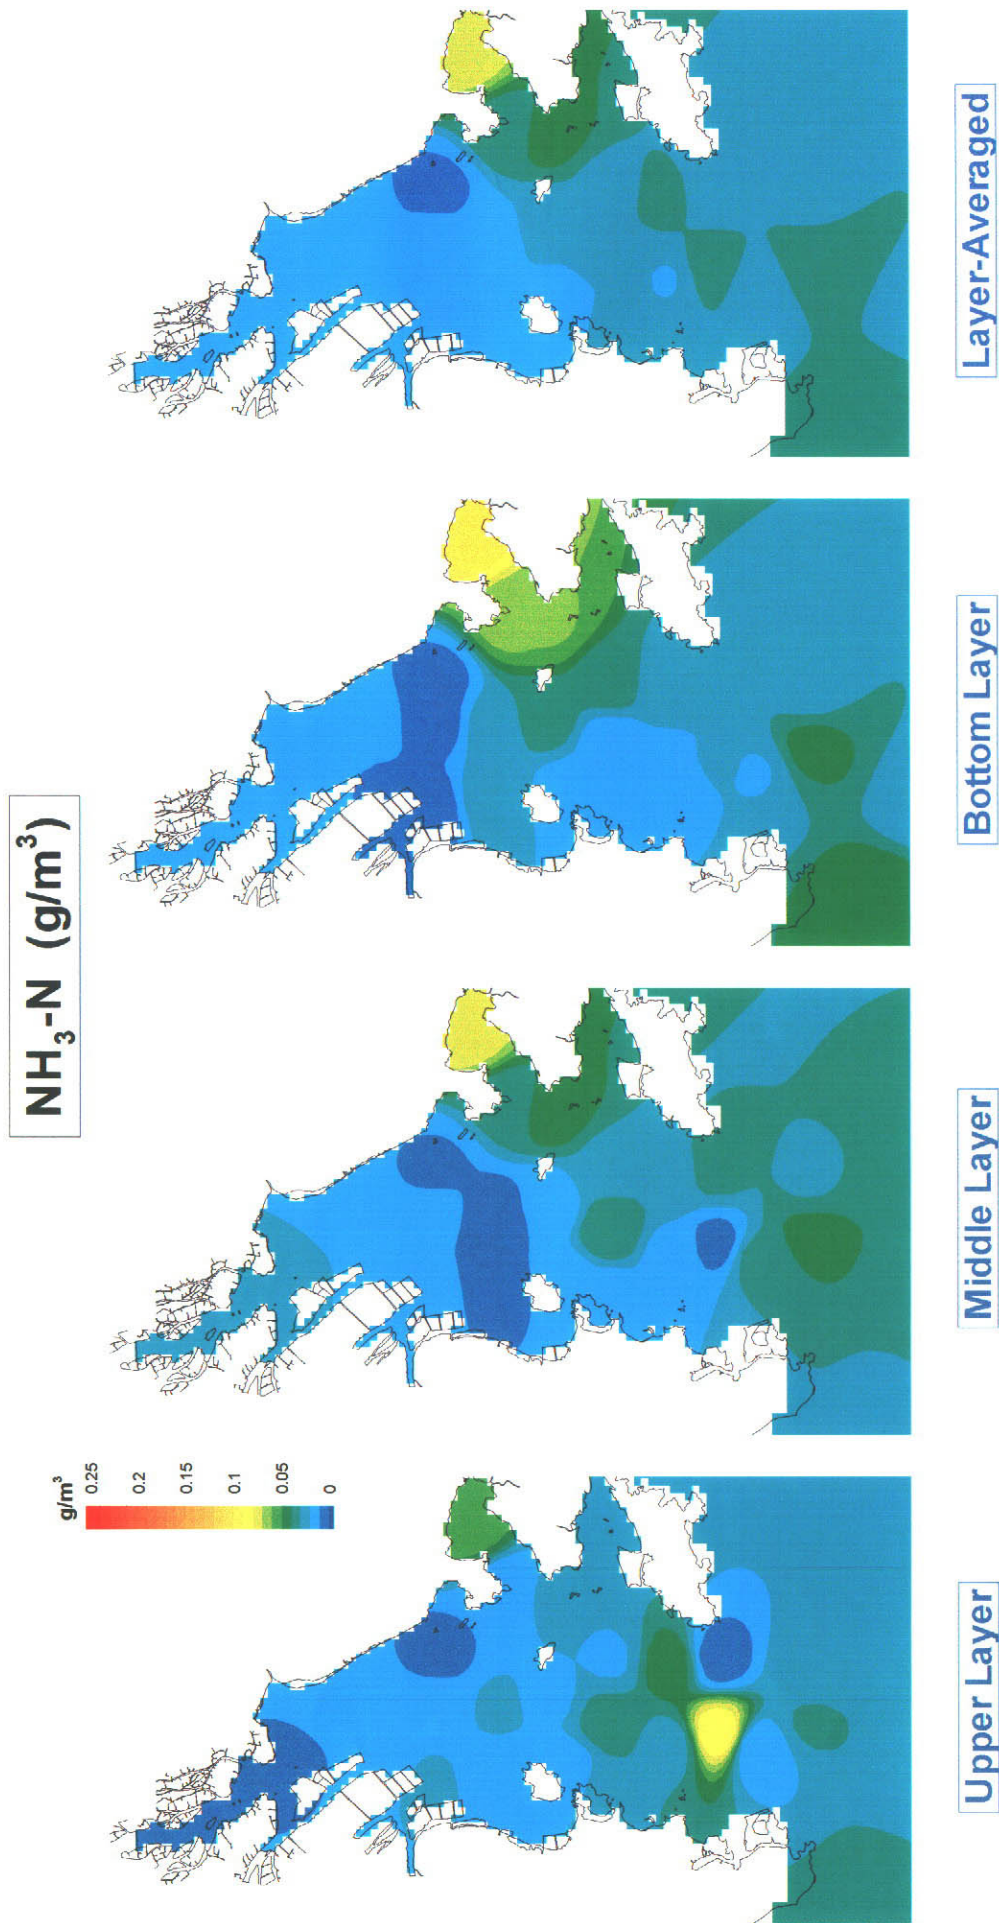 NH₃-N (g/m³)
g/m³
0.25
0.2
0.15
0.1
0.05
0
Upper Layer
Middle Layer
Bottom Layer
Layer-Averaged